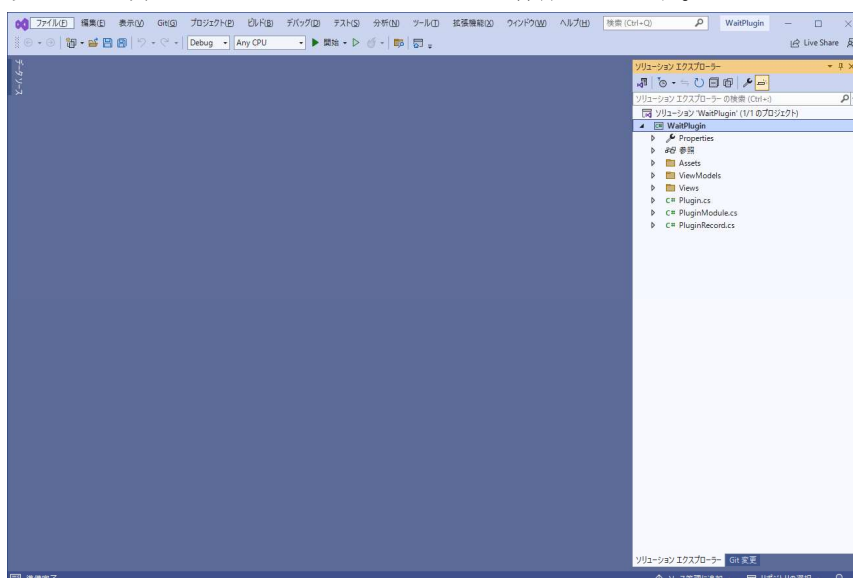 ファイル(F) 編集(E) 表示(V) Git(G) プロジェクト(P) ビルド(B) デバッグ(D) テスト(S) 分析(N) ツール(T) 拡張機能(X) ウィンドウ(W) ヘルプ(H) 検索 (Ctrl+Q) WaitPlugin
Debug Any CPU 開始 Live Share
データ ソース
ソリューション エクスプローラー
ソリューション エクスプローラー の検索 (Ctrl+:)
ソリューション 'WaitPlugin' (1/1 のプロジェクト)
WaitPlugin
Properties
参照
Assets
ViewModels
Views
C# Plugin.cs
C# PluginModule.cs
C# PluginRecord.cs
ソリューション エクスプローラー Git 変更